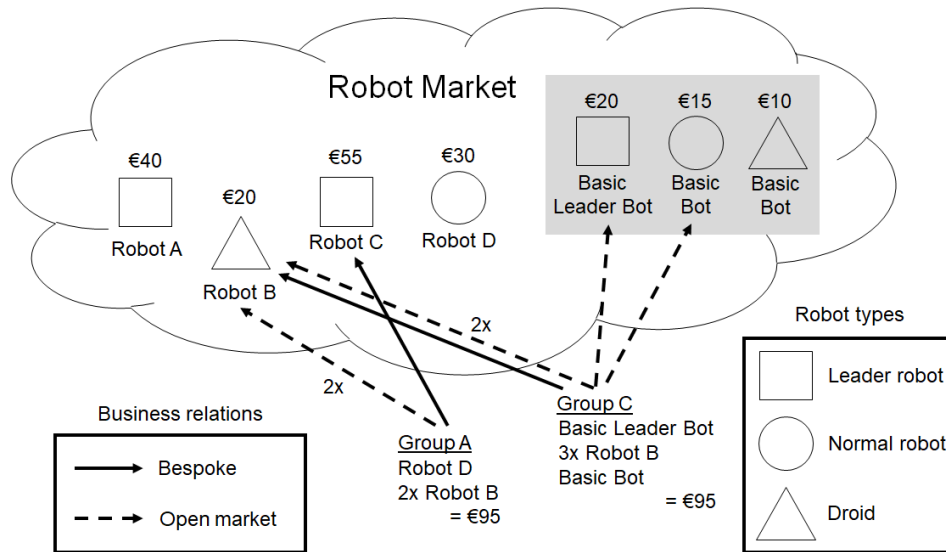 Robot Market
€40
Robot A
€20
Robot B
€55
Robot C
€30
Robot D
€20
Basic
Leader Bot
€15
Basic
Bot
€10
Basic
Bot
2x
2x
Business relations
Bespoke
Open market
Group A
Robot D
2x Robot B
= €95
Group C
Basic Leader Bot
3x Robot B
Basic Bot
= €95
Robot types
Leader robot
Normal robot
Droid